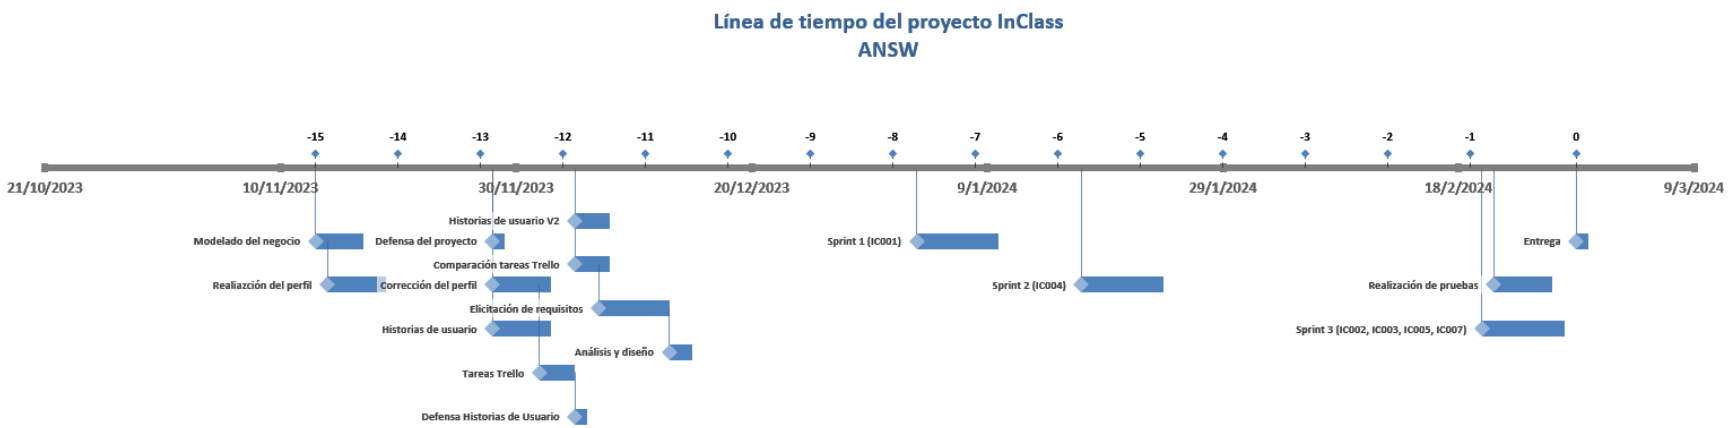 Línea de tiempo del proyecto InClass
ANSW
-15 -14 -13 -12 -11 -10 -9 -8 -7 -6 -5 -4 -3 -2 -1 0
21/10/2023 10/11/2023 30/11/2023 20/12/2023 9/1/2024 29/1/2024 18/2/2024 9/3/2024
Historias de usuario V2
Modelado del negocio Defensa del proyecto Sprint 1 (IC001) Entrega
Comparación tareas Trello
Realiazción del perfil Corrección del perfil Sprint 2 (IC004) Realización de pruebas
Elicitación de requisitos
Historias de usuario Sprint 3 (IC002, IC003, IC005, IC007)
Análisis y diseño
Tareas Trello
Defensa Historias de Usuario